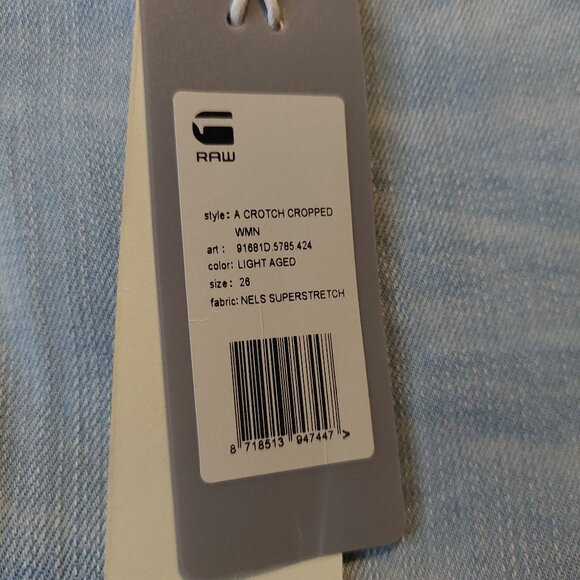 RAW
style: A CROTCH CROPPED
WMN
art: 91681D.5785.424
color: LIGHT AGED
size: 26
fabric: NELS SUPERSTRETCH
8 718513 947447 >